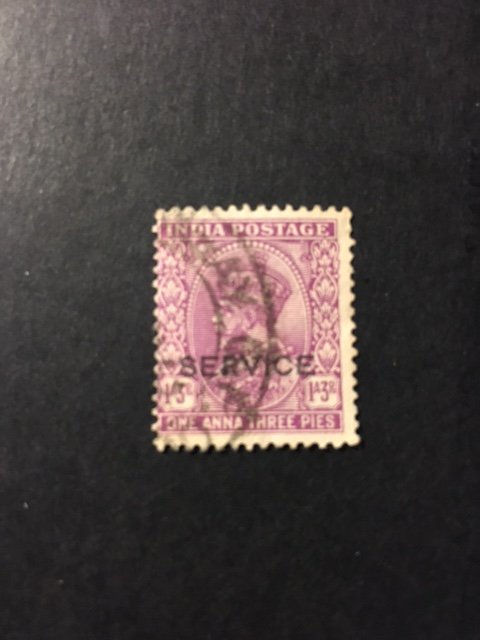 INDIA POSTAGE
SERVICE
1A3P. 1A3P.
ONE ANNA THREE PIES